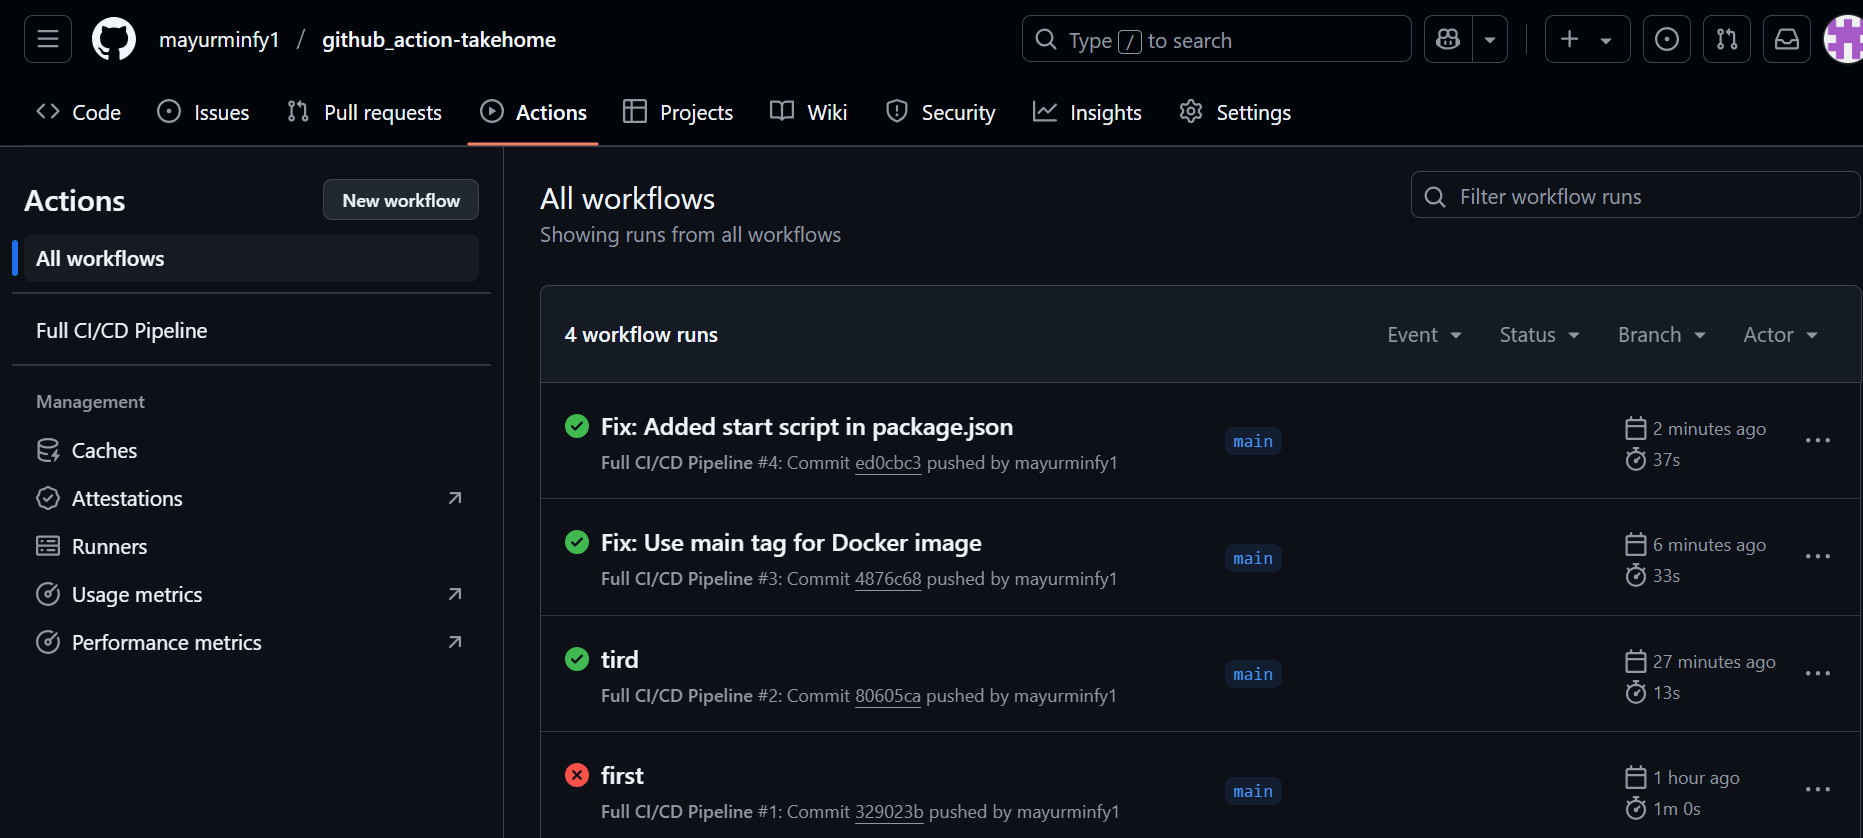 mayurminfy1 / github_action-takehome
Type / to search
Code Issues Pull requests Actions Projects Wiki Security Insights Settings
Actions
New workflow
All workflows
Full CI/CD Pipeline
Management
Caches
Attestations
Runners
Usage metrics
Performance metrics
All workflows
Showing runs from all workflows
Filter workflow runs
4 workflow runs
Event Status Branch Actor
Fix: Added start script in package.json
Full CI/CD Pipeline #4: Commit ed0cbc3 pushed by mayurminfy1
main
2 minutes ago
37s
Fix: Use main tag for Docker image
Full CI/CD Pipeline #3: Commit 4876c68 pushed by mayurminfy1
main
6 minutes ago
33s
tird
Full CI/CD Pipeline #2: Commit 80605ca pushed by mayurminfy1
main
27 minutes ago
13s
first
Full CI/CD Pipeline #1: Commit 329023b pushed by mayurminfy1
main
1 hour ago
1m 0s